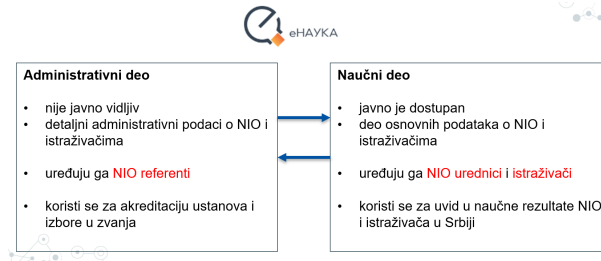 eНАУКА
Administrativni deo
• nije javno vidljiv
• detaljni administrativni podaci o NIO i
istraživačima
• uređuju ga NIO referenti
• koristi se za akreditaciju ustanova i
izbore u zvanja
Naučni deo
• javno je dostupan
• deo osnovnih podataka o NIO i
istraživačima
• uređuju ga NIO urednici i istraživači
• koristi se za uvid u naučne rezultate NIO
i istraživača u Srbiji